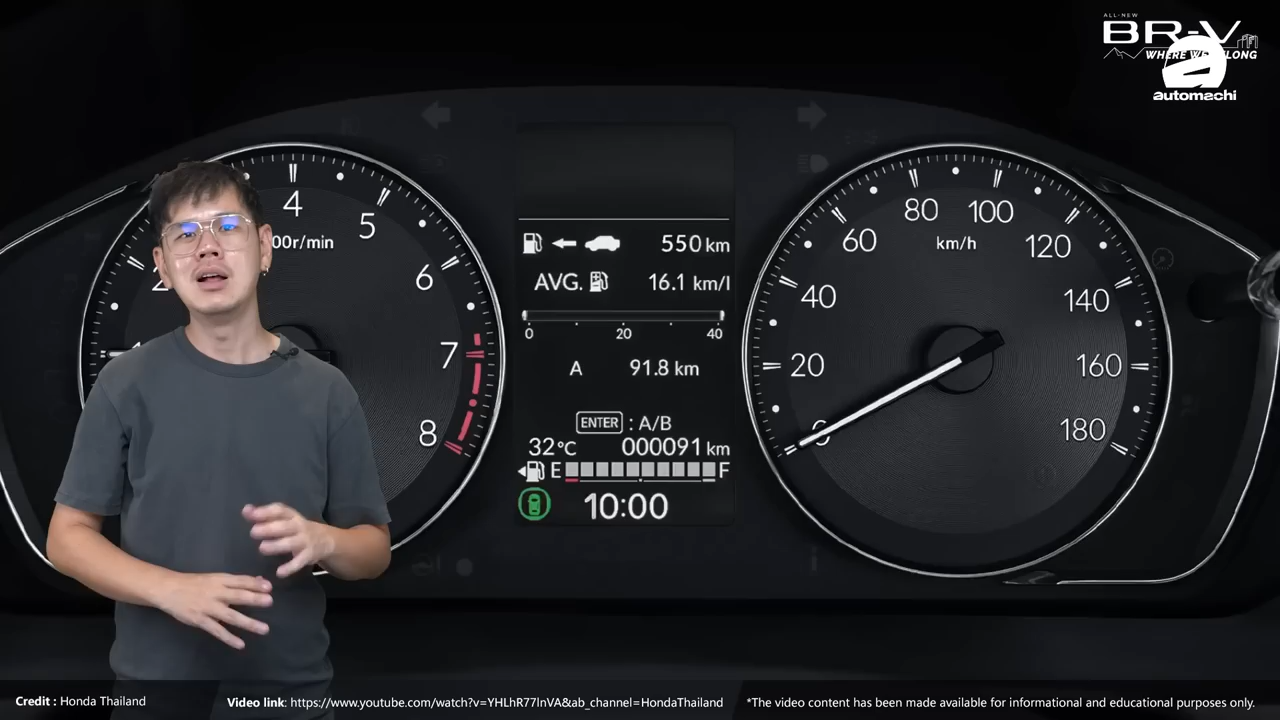 ALL-NEW
BR-V
WHERE WE
LONG
automachi
4
5
6
7
8
2
00r/min
550 km
AVG. 16.1 km/l
0 20 40
A 91.8 km
ENTER : A/B
32°C 000091 km
E F
10:00
0
20
40
60
80
100
120
140
160
180
km/h
Credit : Honda Thailand
Video link: https://www.youtube.com/watch?v=YHLhR77lnVA&ab_channel=HondaThailand
*The video content has been made available for informational and educational purposes only.